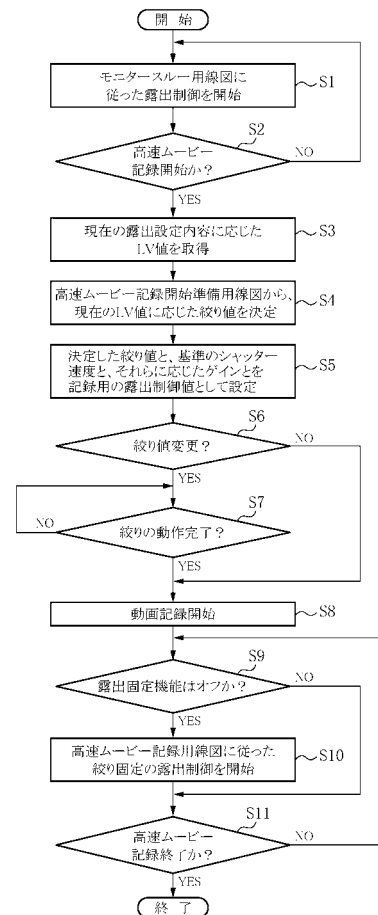 開 始
モニタースルー用線図に
従った露出制御を開始
S1
S2
高速ムービー
記録開始か？
NO
YES
現在の露出設定内容に応じた
LV値を取得
S3
高速ムービー記録開始準備用線図から、
現在のLV値に応じた絞り値を決定
S4
決定した絞り値と、基準のシャッター
速度と、それらに応じたゲインとを
記録用の露出制御値として設定
S5
S6
絞り値変更？
NO
YES
S7
NO
絞りの動作完了？
YES
動画記録開始
S8
S9
露出固定機能はオフか？
NO
YES
高速ムービー記録用線図に従った
絞り固定の露出制御を開始
S10
S11
高速ムービー
記録終了か？
NO
YES
終 了